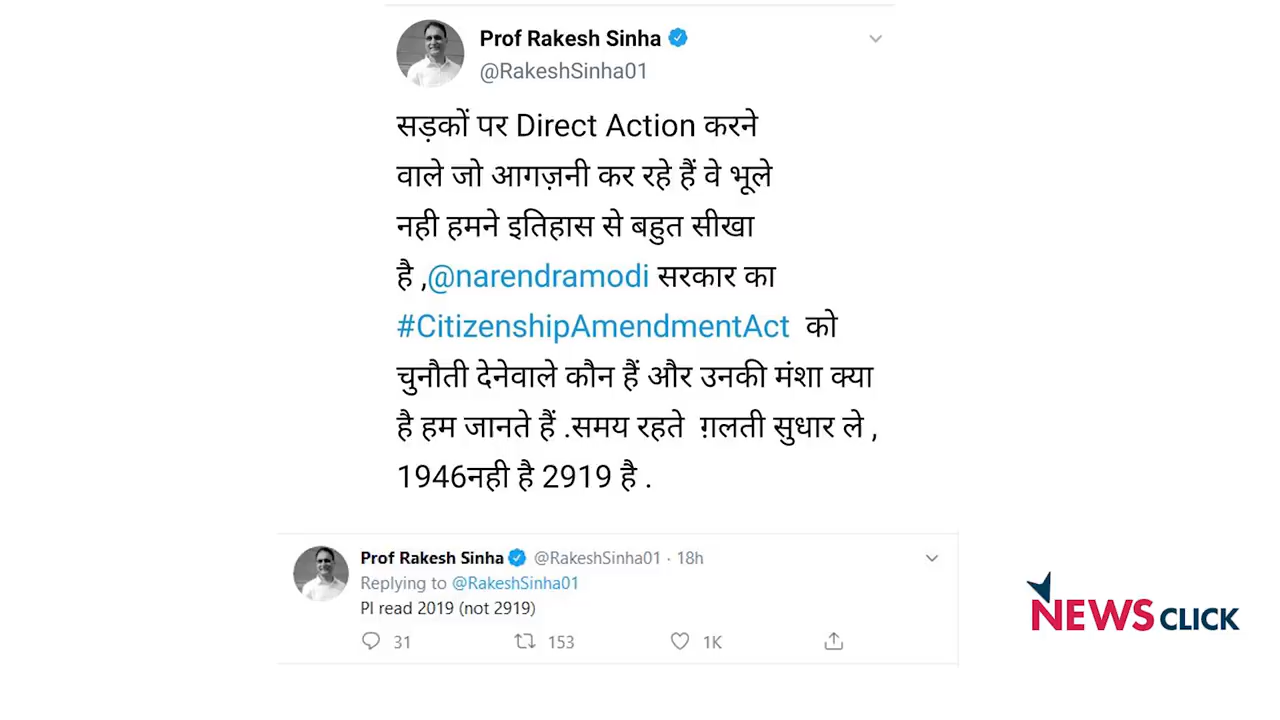 Prof Rakesh Sinha
@RakeshSinha01
सड़कों पर Direct Action करने
वाले जो आगज़नी कर रहे हैं वे भूले
नही हमने इतिहास से बहुत सीखा
है ,@narendramodi सरकार का
#CitizenshipAmendmentAct को
चुनौती देनेवाले कौन हैं और उनकी मंशा क्या
है हम जानते हैं .समय रहते ग़लती सुधार ले ,
1946नही है 2919 है .
Prof Rakesh Sinha @RakeshSinha01 · 18h
Replying to @RakeshSinha01
Pl read 2019 (not 2919)
31 153 1K
NEWS CLICK